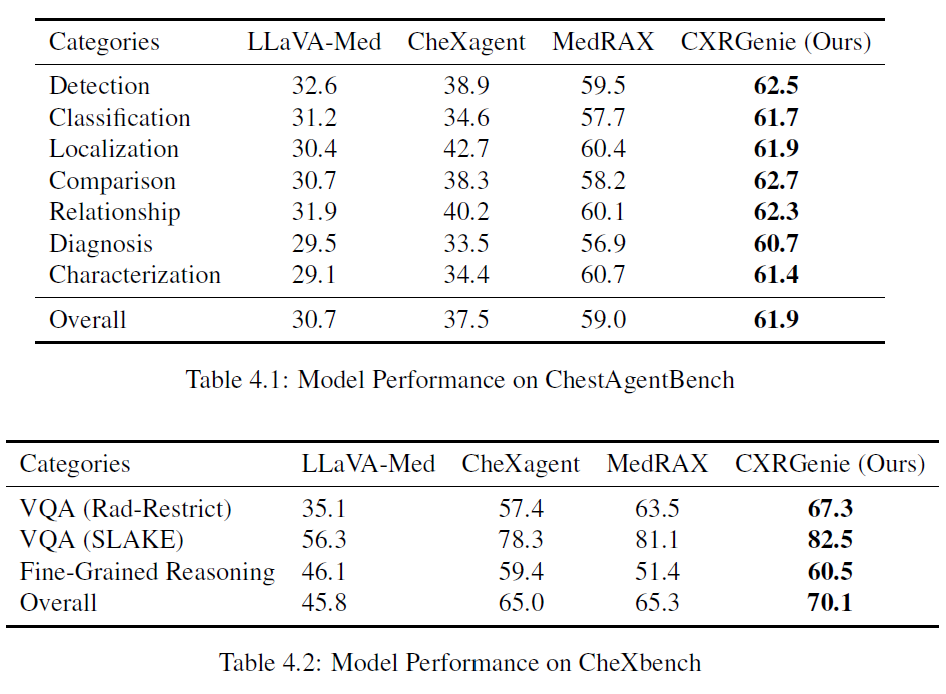 Categories LLaVA-Med CheXagent MedRAX CXRGenie (Ours)
Detection 32.6 38.9 59.5 62.5
Classification 31.2 34.6 57.7 61.7
Localization 30.4 42.7 60.4 61.9
Comparison 30.7 38.3 58.2 62.7
Relationship 31.9 40.2 60.1 62.3
Diagnosis 29.5 33.5 56.9 60.7
Characterization 29.1 34.4 60.7 61.4
Overall 30.7 37.5 59.0 61.9
Table 4.1: Model Performance on ChestAgentBench
Categories LLaVA-Med CheXagent MedRAX CXRGenie (Ours)
VQA (Rad-Restrict) 35.1 57.4 63.5 67.3
VQA (SLAKE) 56.3 78.3 81.1 82.5
Fine-Grained Reasoning 46.1 59.4 51.4 60.5
Overall 45.8 65.0 65.3 70.1
Table 4.2: Model Performance on CheXbench